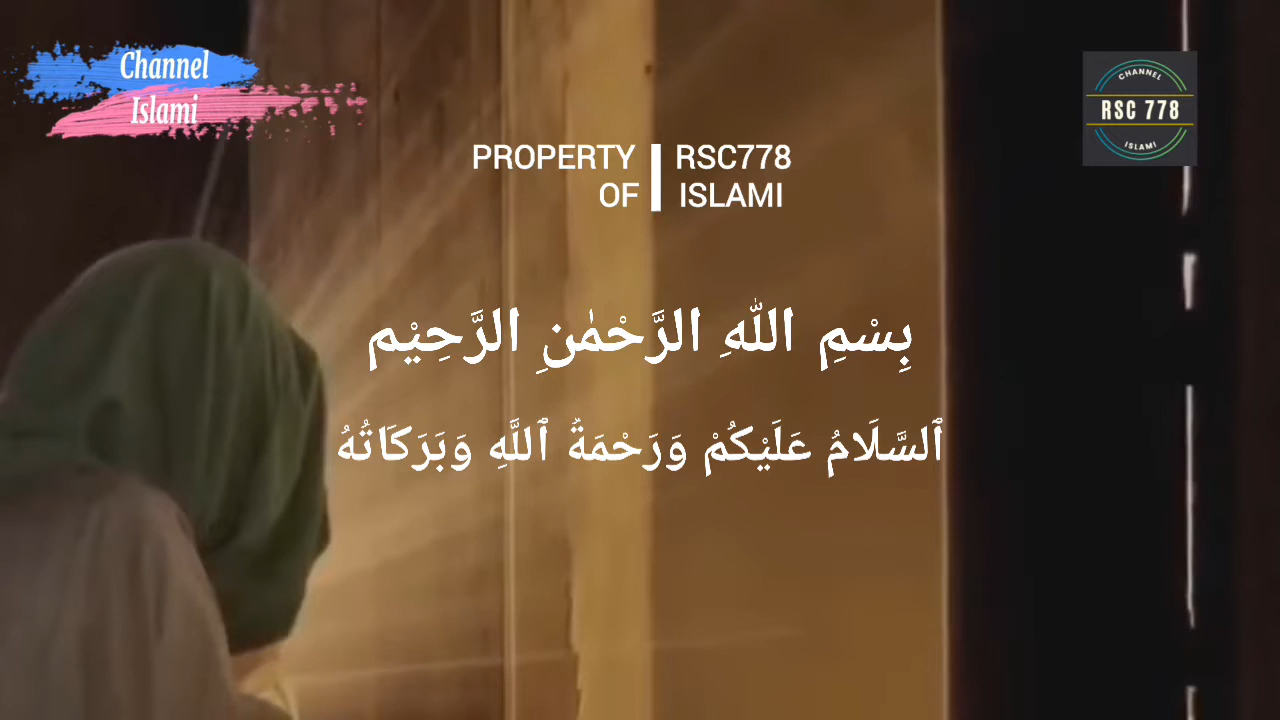 Channel
Islami
CHANNEL
RSC 778
ISLAMI
PROPERTY OF
RSC778 ISLAMI
بِسْمِ اللّٰهِ الرَّحْمٰنِ الرَّحِيْمِ
ٱلسَّلَامُ عَلَيْكُمْ وَرَحْمَةُ ٱللَّهِ وَبَرَكَاتُهُ